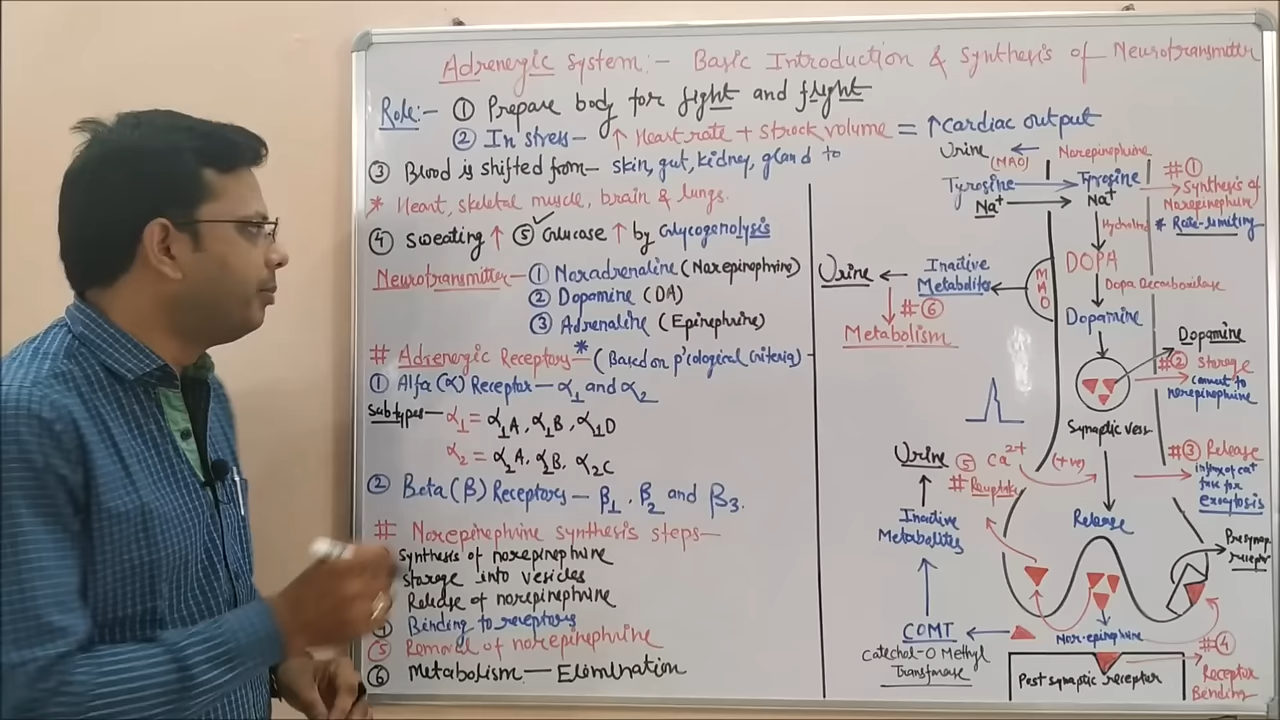 Adrenergic System:- Basic Introduction & Synthesis of Neurotransmitter
Role:- ① Prepare body for fight and flight
② In stress- ↑ Heart rate + strock volume = ↑ Cardiac output
③ Blood is shifted from- skin, gut, kidney, gland to
* Heart, skeletal muscle, brain & lungs.
④ sweating ↑ ⑤ Glucose ↑ by Glycogenolysis
Neurotransmitter- ① Noradrenaline (Norepinephrine)
② Dopamine (DA)
③ Adrenaline (Epinephrine)
# Adrenergic Receptors-* (Based on p'cological Criteria)
① Alfa (α) Receptor- α1 and α2
Subtypes- α1 = α1A, α1B, α1D
α2 = α2A, α2B, α2C
② Beta (β) Receptors- β1, β2 and β3.
# Norepinephrine synthesis steps-
synthesis of norepinephrine
storage into vesicles
Release of norepinephrine
④ Binding to receptors
⑤ Removal of norepinephrine
⑥ Metabolism- Elimination
Urine ← (MAO) Norepinephrine
Tyrosine → Tyrosine
Na+ → Na+
#① Synthesis of
Norepinephrine
* Rate-limiting
DOPA
Dopa Decarboxilase
Dopamine
Dopamine
#② Storage
convert to
norepinephrine
Synaptic vess
Urine ← Inactive
MAO
#⑥
Metabolism
Urine
⑤ Ca2+ (+ve)
# Reuptake
#③ Release
exocytosis
Release
Inactive
Metabolites
Presynap
receptor
COMT
Catechol-O Methyl
Transferase
Nor-epinephrine
Post synaptic receptor
#④
Receptor
Binding